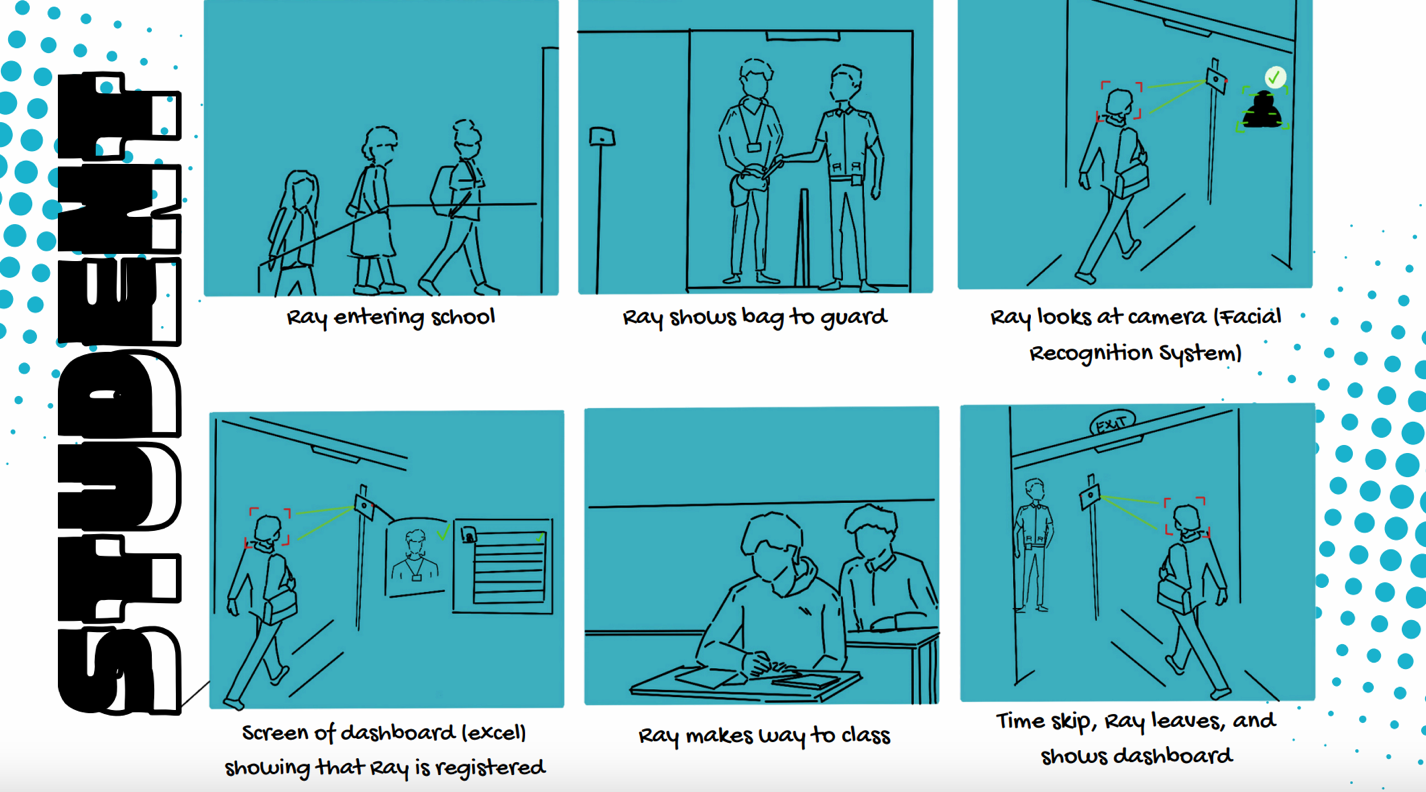 STUDENT
Ray entering school
Ray shows bag to guard
Ray looks at camera (Facial
Recognition System)
Screen of dashboard (excel)
showing that Ray is registered
Ray makes way to class
EXIT
Time skip, Ray leaves, and
shows dashboard